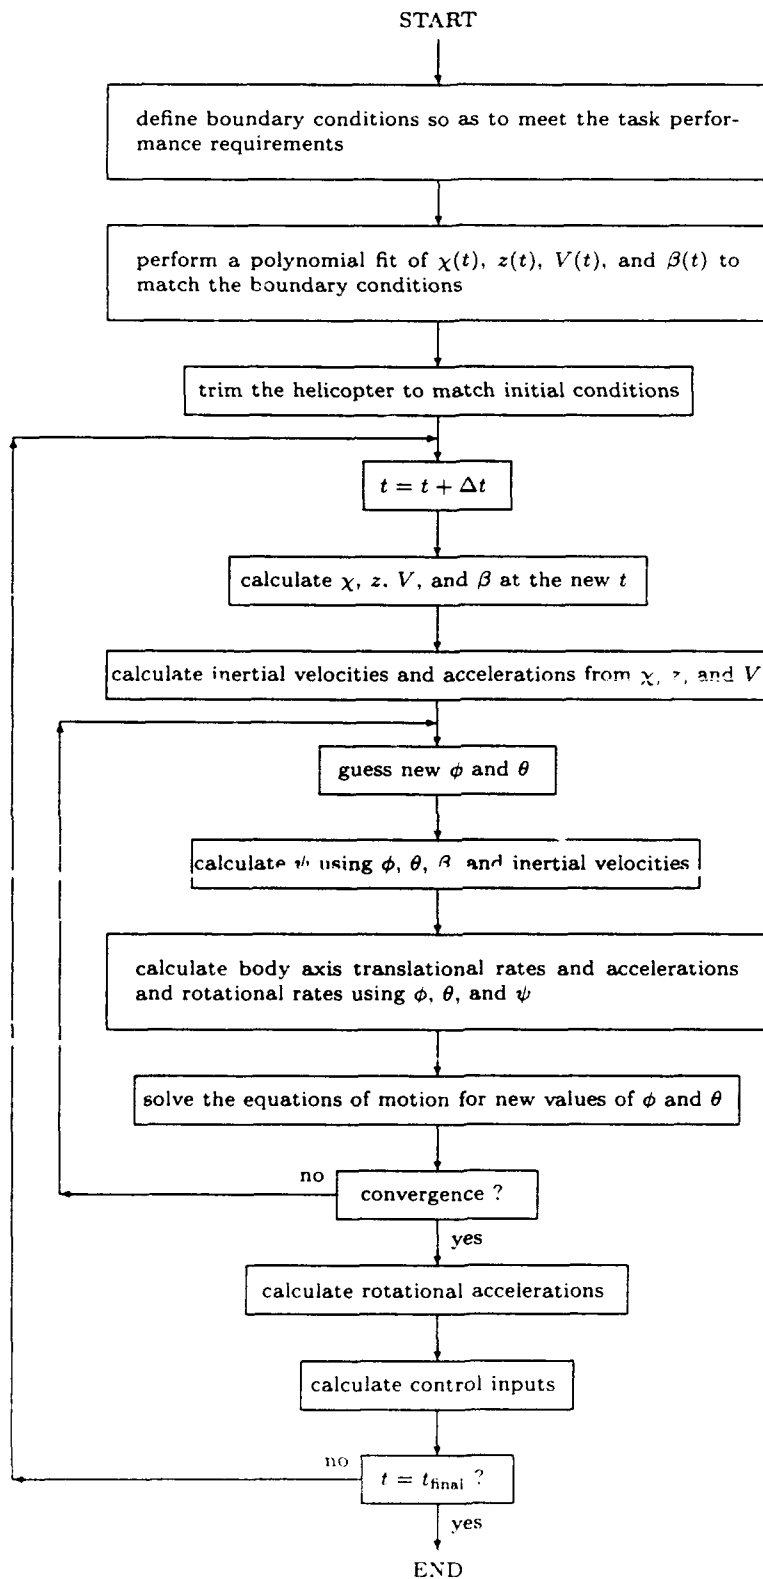 START
define boundary conditions so as to meet the task perfor-
mance requirements
perform a polynomial fit of χ(t), z(t), V(t), and β(t) to
match the boundary conditions
trim the helicopter to match initial conditions
t = t + Δt
calculate χ, z, V, and β at the new t
calculate inertial velocities and accelerations from χ, z, and V
guess new φ and θ
calculate ψ using φ, θ, β and inertial velocities
calculate body axis translational rates and accelerations
and rotational rates using φ, θ, and ψ
solve the equations of motion for new values of φ and θ
no
convergence ?
yes
calculate rotational accelerations
calculate control inputs
no
t = t_final ?
yes
END